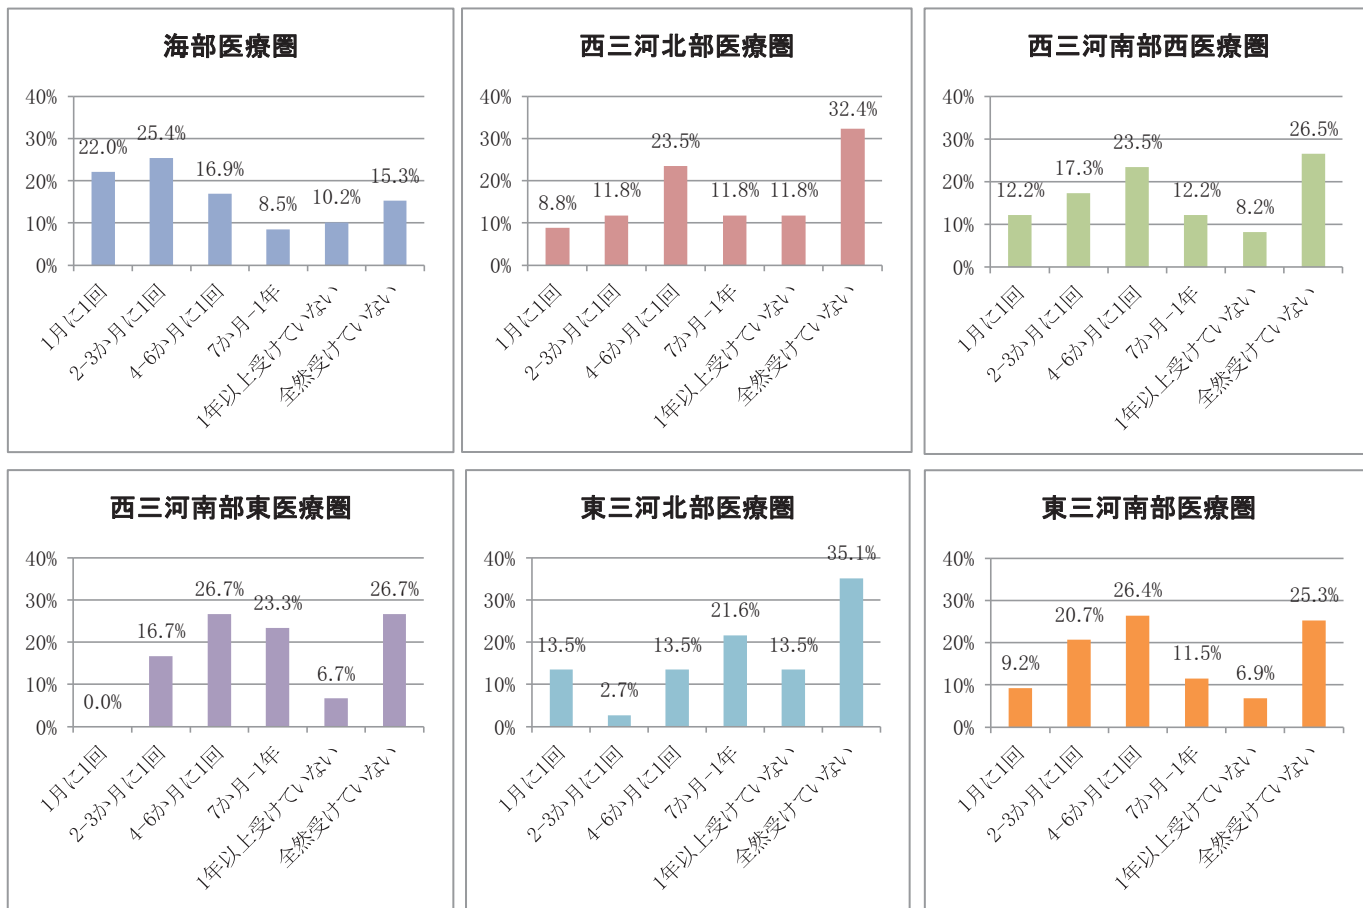 海部医療圏
40%
30%
20%
10%
0%
22.0%
25.4%
16.9%
8.5%
10.2%
15.3%
1月に1回
2-3か月に1回
4-6か月に1回
7か月-1年
1年以上受けていない
全然受けていない
西三河北部医療圏
40%
30%
20%
10%
0%
8.8%
11.8%
23.5%
11.8%
11.8%
32.4%
1月に1回
2-3か月に1回
4-6か月に1回
7か月-1年
1年以上受けていない
全然受けていない
西三河南部西医療圏
40%
30%
20%
10%
0%
12.2%
17.3%
23.5%
12.2%
8.2%
26.5%
1月に1回
2-3か月に1回
4-6か月に1回
7か月-1年
1年以上受けていない
全然受けていない
西三河南部東医療圏
40%
30%
20%
10%
0%
0.0%
16.7%
26.7%
23.3%
6.7%
26.7%
1月に1回
2-3か月に1回
4-6か月に1回
7か月-1年
1年以上受けていない
全然受けていない
東三河北部医療圏
40%
30%
20%
10%
0%
13.5%
2.7%
13.5%
21.6%
13.5%
35.1%
1月に1回
2-3か月に1回
4-6か月に1回
7か月-1年
1年以上受けていない
全然受けていない
東三河南部医療圏
40%
30%
20%
10%
0%
9.2%
20.7%
26.4%
11.5%
6.9%
25.3%
1月に1回
2-3か月に1回
4-6か月に1回
7か月-1年
1年以上受けていない
全然受けていない